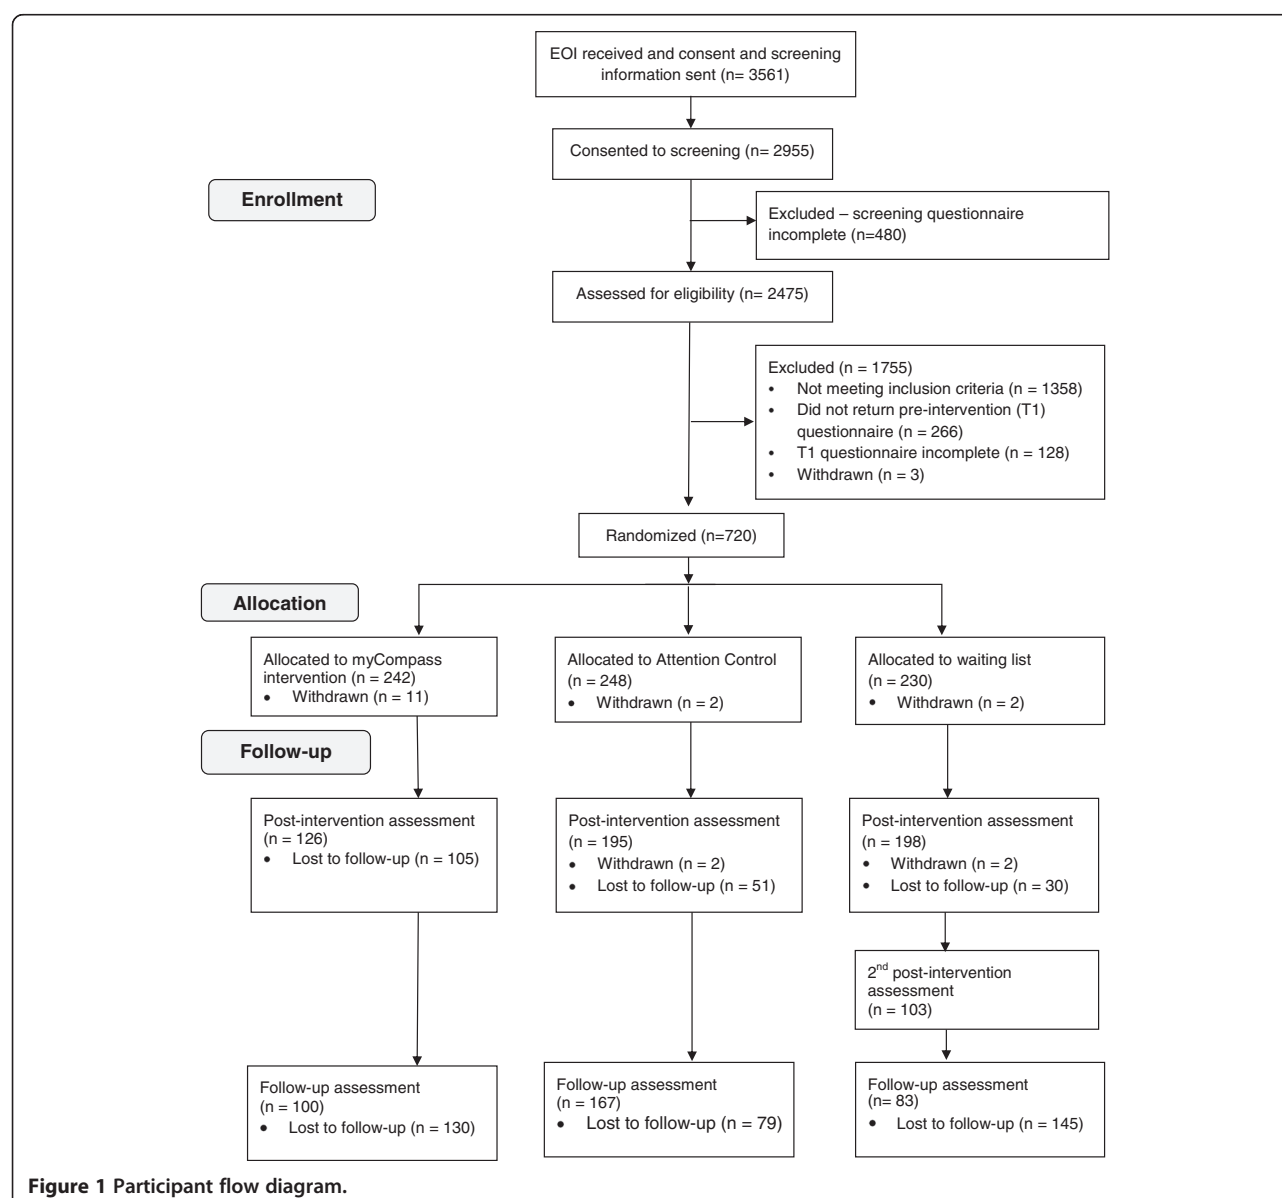 EOI received and consent and screening
information sent (n= 3561)
Consented to screening (n= 2955)
Enrollment
Excluded – screening questionnaire
incomplete (n=480)
Assessed for eligibility (n= 2475)
Excluded (n = 1755)
• Not meeting inclusion criteria (n = 1358)
• Did not return pre-intervention (T1)
questionnaire (n = 266)
• T1 questionnaire incomplete (n = 128)
• Withdrawn (n = 3)
Randomized (n=720)
Allocation
Allocated to myCompass
intervention (n = 242)
• Withdrawn (n = 11)
Allocated to Attention Control
(n = 248)
• Withdrawn (n = 2)
Allocated to waiting list
(n = 230)
• Withdrawn (n = 2)
Follow-up
Post-intervention assessment
(n = 126)
• Lost to follow-up (n = 105)
Post-intervention assessment
(n = 195)
• Withdrawn (n = 2)
• Lost to follow-up (n = 51)
Post-intervention assessment
(n = 198)
• Withdrawn (n = 2)
• Lost to follow-up (n = 30)
2nd post-intervention
assessment
(n = 103)
Follow-up assessment
(n = 100)
• Lost to follow-up (n = 130)
Follow-up assessment
(n = 167)
• Lost to follow-up (n = 79)
Follow-up assessment
(n= 83)
• Lost to follow-up (n = 145)
Figure 1 Participant flow diagram.